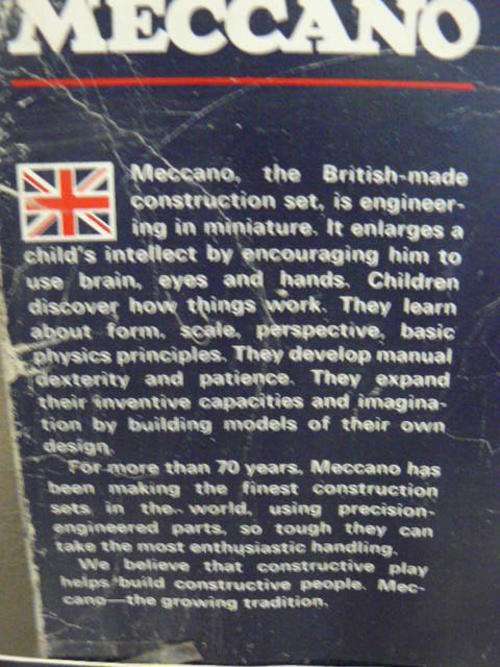 MECCANO
Meccano, the British-made
construction set, is engineer-
ing in miniature. It enlarges a
child's intellect by encouraging him to
use brain, eyes and hands. Children
discover how things work. They learn
about form, scale, perspective, basic
physics principles. They develop manual
dexterity and patience. They expand
their inventive capacities and imagina-
tion by building models of their own
design.
For more than 70 years, Meccano has
been making the finest construction
sets in the world, using precision-
engineered parts, so tough they can
take the most enthusiastic handling.
We believe that constructive play
helps build constructive people. Mec-
cano—the growing tradition.